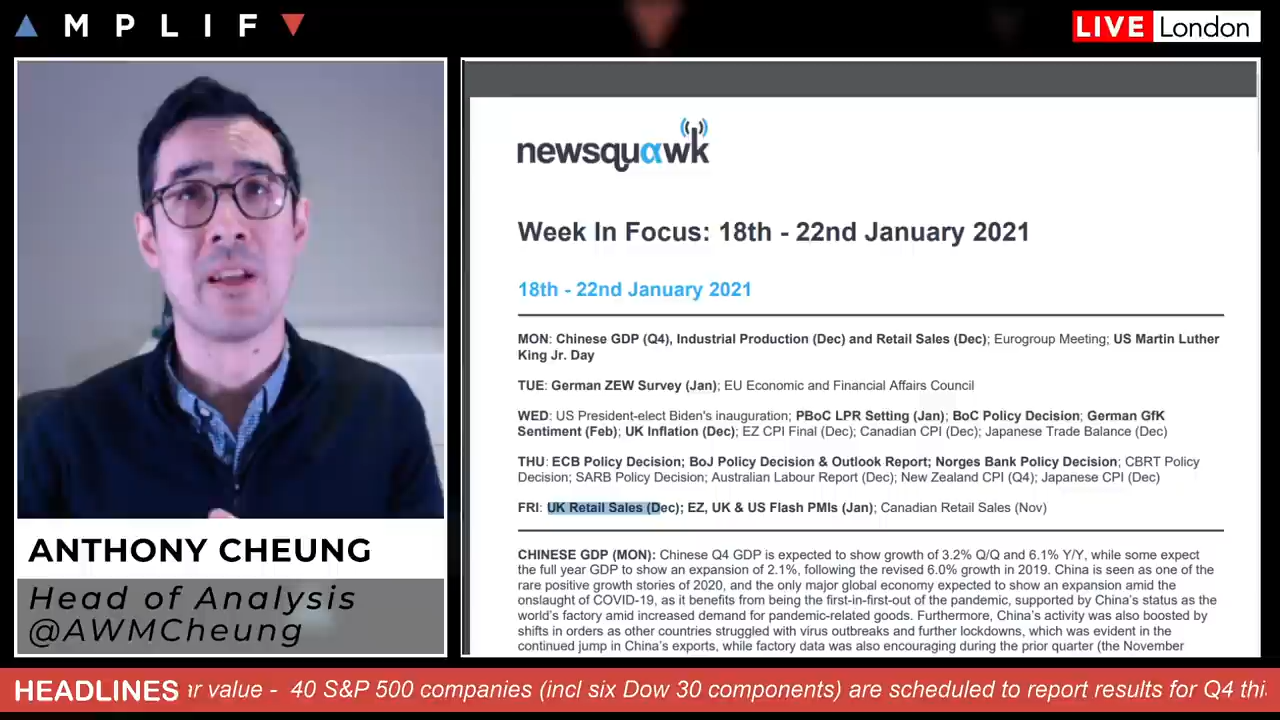 AMPLIFY
LIVE London
newsquawk
Week In Focus: 18th - 22nd January 2021
18th - 22nd January 2021
MON: Chinese GDP (Q4), Industrial Production (Dec) and Retail Sales (Dec); Eurogroup Meeting; US Martin Luther
King Jr. Day
TUE: German ZEW Survey (Jan); EU Economic and Financial Affairs Council
WED: US President-elect Biden's inauguration; PBoC LPR Setting (Jan); BoC Policy Decision; German GfK
Sentiment (Feb); UK Inflation (Dec); EZ CPI Final (Dec); Canadian CPI (Dec); Japanese Trade Balance (Dec)
THU: ECB Policy Decision; BoJ Policy Decision & Outlook Report; Norges Bank Policy Decision; CBRT Policy
Decision; SARB Policy Decision; Australian Labour Report (Dec); New Zealand CPI (Q4); Japanese CPI (Dec)
FRI: UK Retail Sales (Dec); EZ, UK & US Flash PMIs (Jan); Canadian Retail Sales (Nov)
CHINESE GDP (MON): Chinese Q4 GDP is expected to show growth of 3.2% Q/Q and 6.1% Y/Y, while some expect
the full year GDP to show an expansion of 2.1%, following the revised 6.0% growth in 2019. China is seen as one of the
rare positive growth stories of 2020, and the only major global economy expected to show an expansion amid the
onslaught of COVID-19, as it benefits from being the first-in-first-out of the pandemic, supported by China's status as the
world's factory amid increased demand for pandemic-related goods. Furthermore, China's activity was also boosted by
shifts in orders as other countries struggled with virus outbreaks and further lockdowns, which was evident in the
continued jump in China's exports, while factory data was also encouraging during the prior quarter (the November
ANTHONY CHEUNG
Head of Analysis
@AWMCheung
HEADLINES ar value - 40 S&P 500 companies (incl six Dow 30 components) are scheduled to report results for Q4 thi